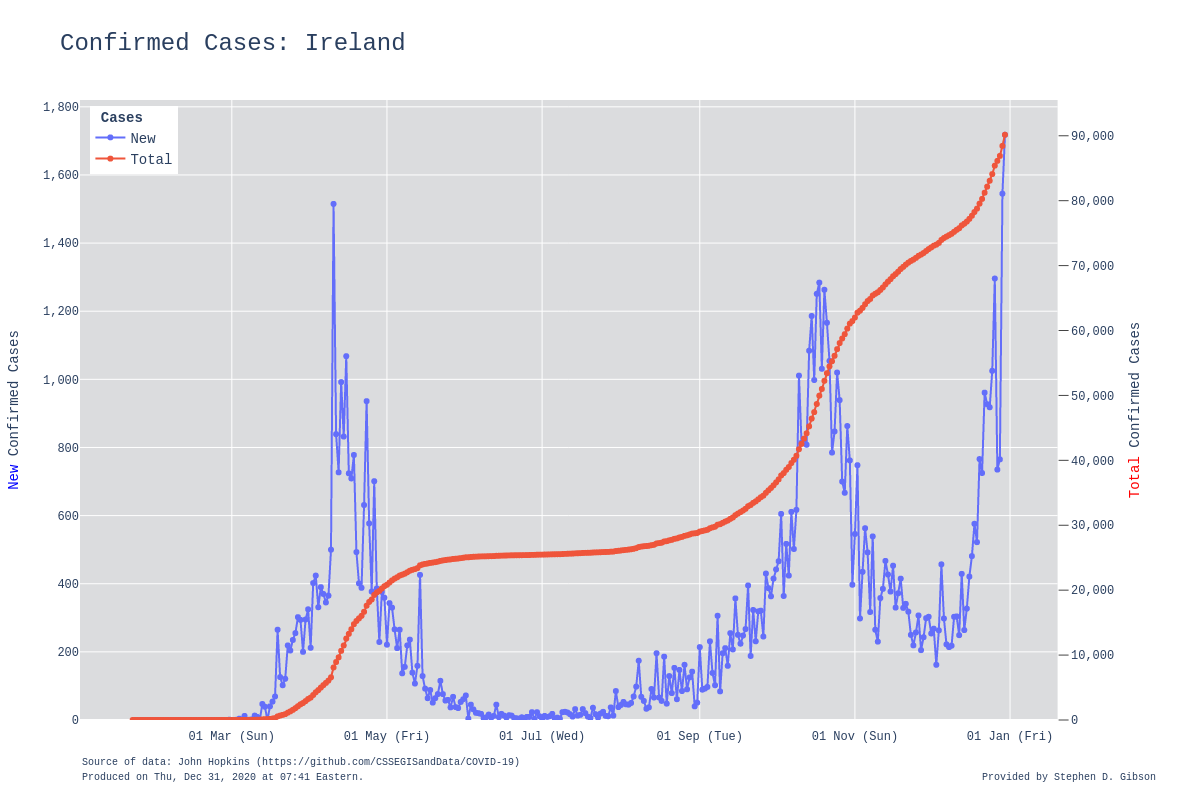 Confirmed Cases: Ireland
Cases
New
Total
1,800
1,600
1,400
1,200
1,000
800
600
400
200
0
New Confirmed Cases
90,000
80,000
70,000
60,000
50,000
40,000
30,000
20,000
10,000
0
Total Confirmed Cases
01 Mar (Sun) 01 May (Fri) 01 Jul (Wed) 01 Sep (Tue) 01 Nov (Sun) 01 Jan (Fri)
Source of data: John Hopkins (https://github.com/CSSEGISandData/COVID-19)
Produced on Thu, Dec 31, 2020 at 07:41 Eastern.
Provided by Stephen D. Gibson